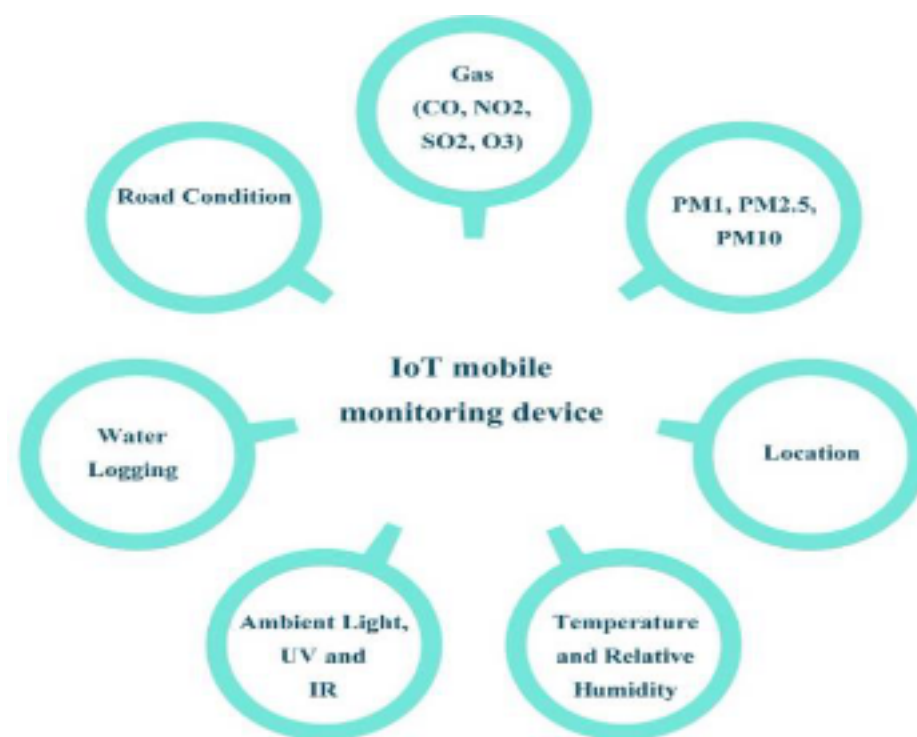 Gas
(CO, NO2,
SO2, O3)
Road Condition
PM1, PM2.5,
PM10
IoT mobile
monitoring device
Water
Logging
Location
Ambient Light,
UV and
IR
Temperature
and Relative
Humidity